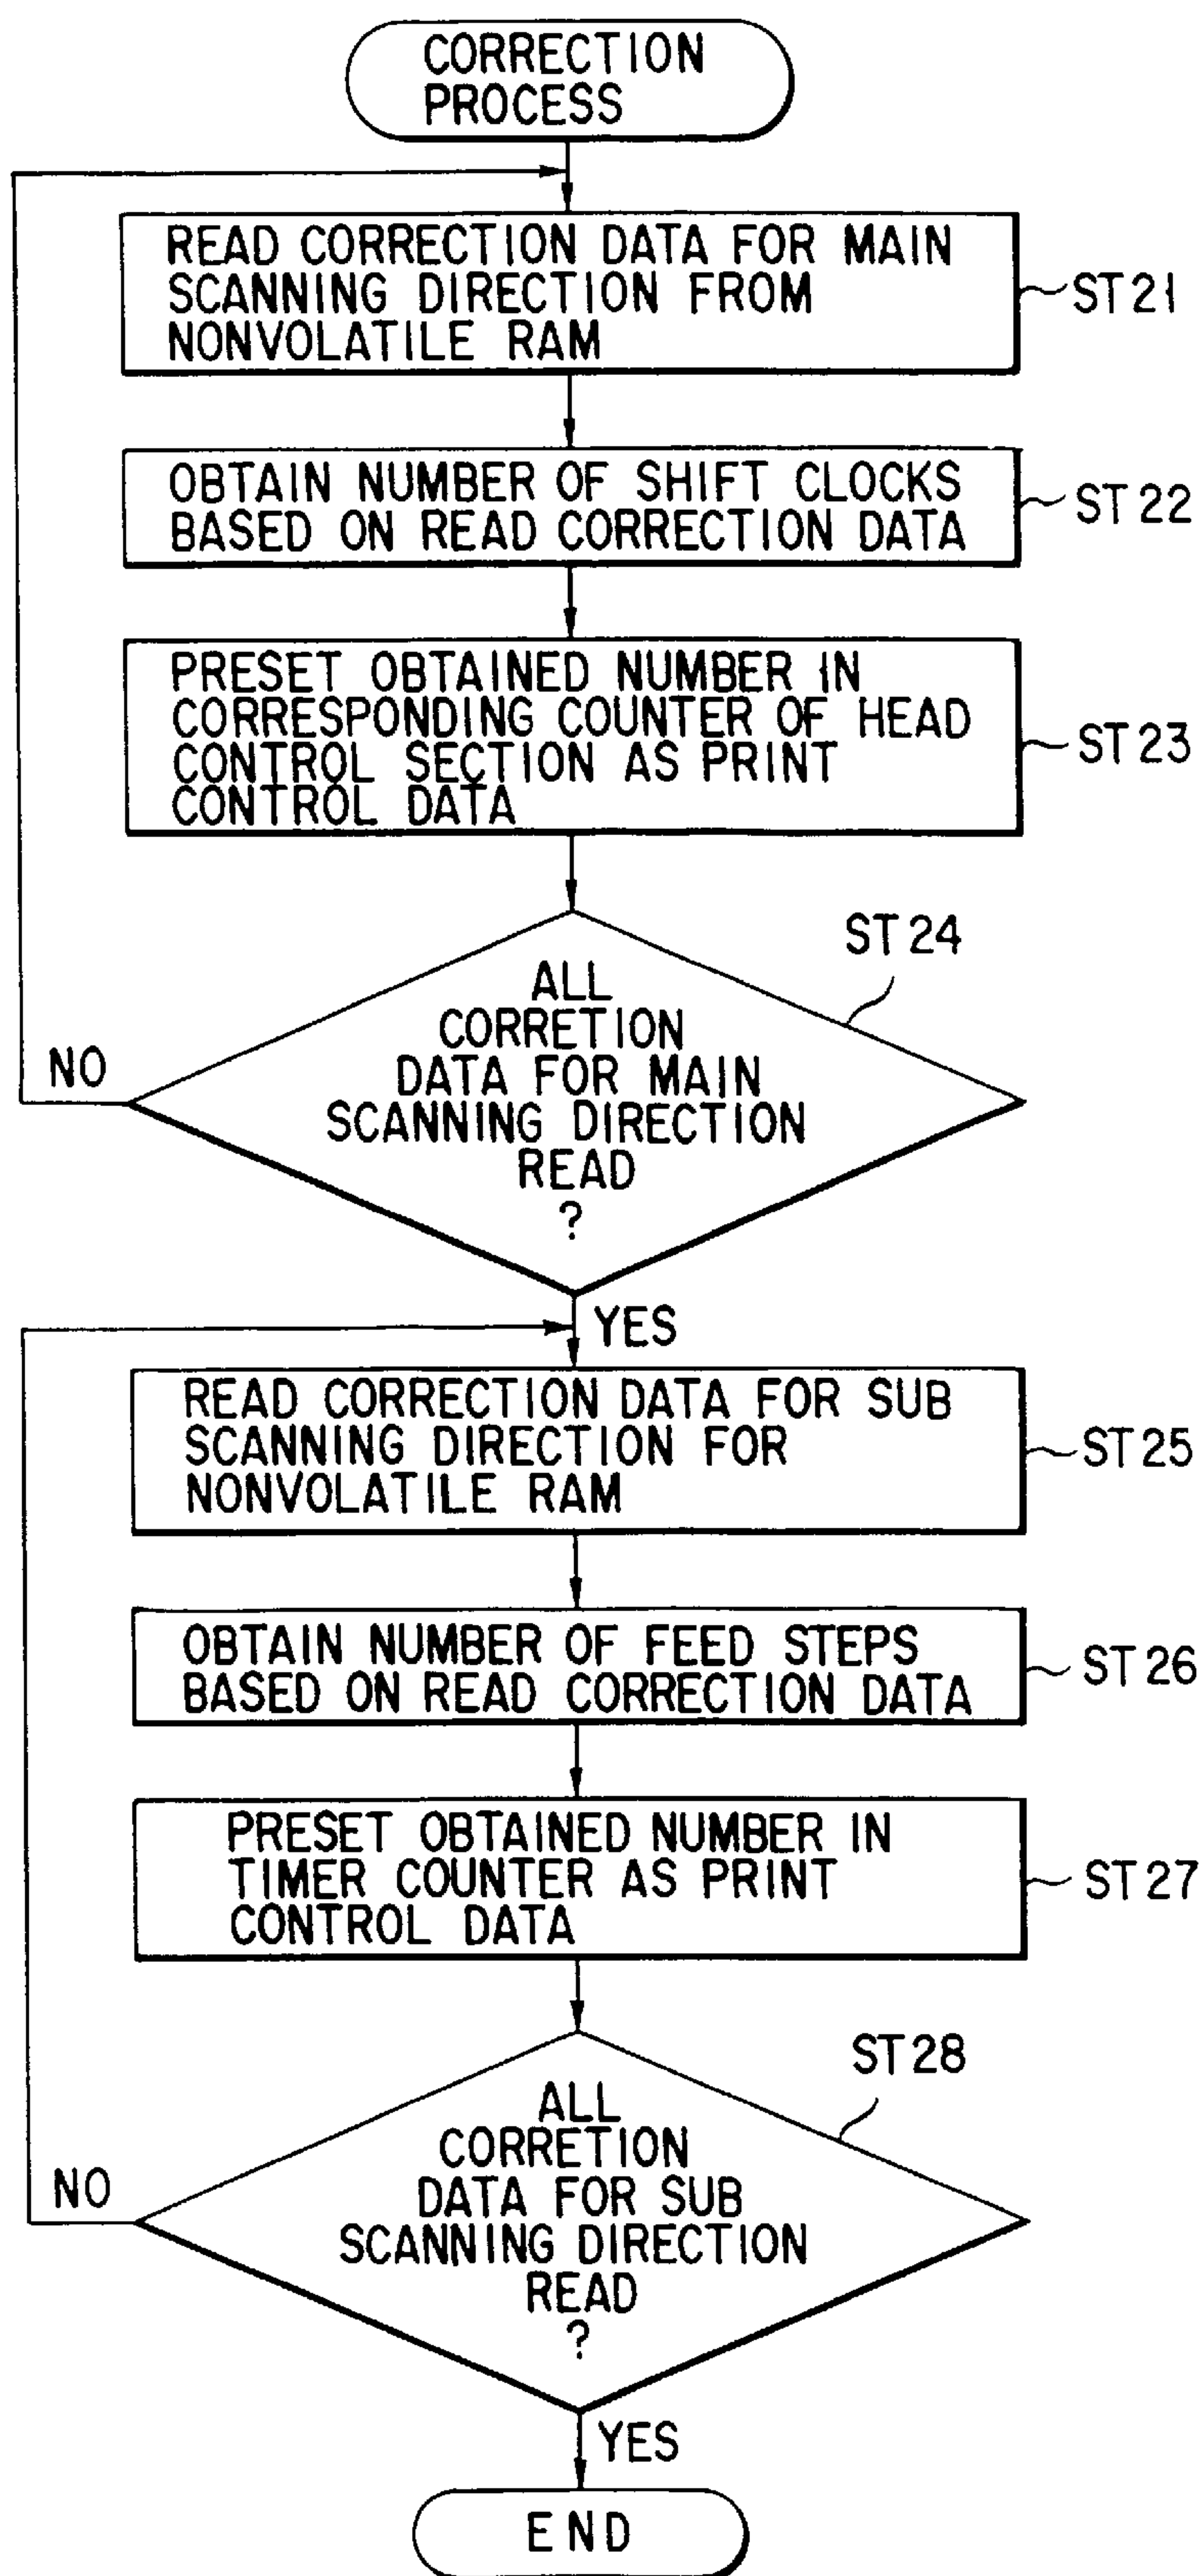 CORRECTION
PROCESS
READ CORRECTION DATA FOR MAIN
SCANNING DIRECTION FROM
NONVOLATILE RAM
ST21
OBTAIN NUMBER OF SHIFT CLOCKS
BASED ON READ CORRECTION DATA
ST22
PRESET OBTAINED NUMBER IN
CORRESPONDING COUNTER OF HEAD
CONTROL SECTION AS PRINT
CONTROL DATA
ST23
ST24
ALL
CORRETION
DATA FOR MAIN
SCANNING DIRECTION
READ
?
NO
YES
READ CORRECTION DATA FOR SUB
SCANNING DIRECTION FOR
NONVOLATILE RAM
ST25
OBTAIN NUMBER OF FEED STEPS
BASED ON READ CORRECTION DATA
ST26
PRESET OBTAINED NUMBER IN
TIMER COUNTER AS PRINT
CONTROL DATA
ST27
ST28
ALL
CORRETION
DATA FOR SUB
SCANNING DIRECTION
READ
?
NO
YES
END